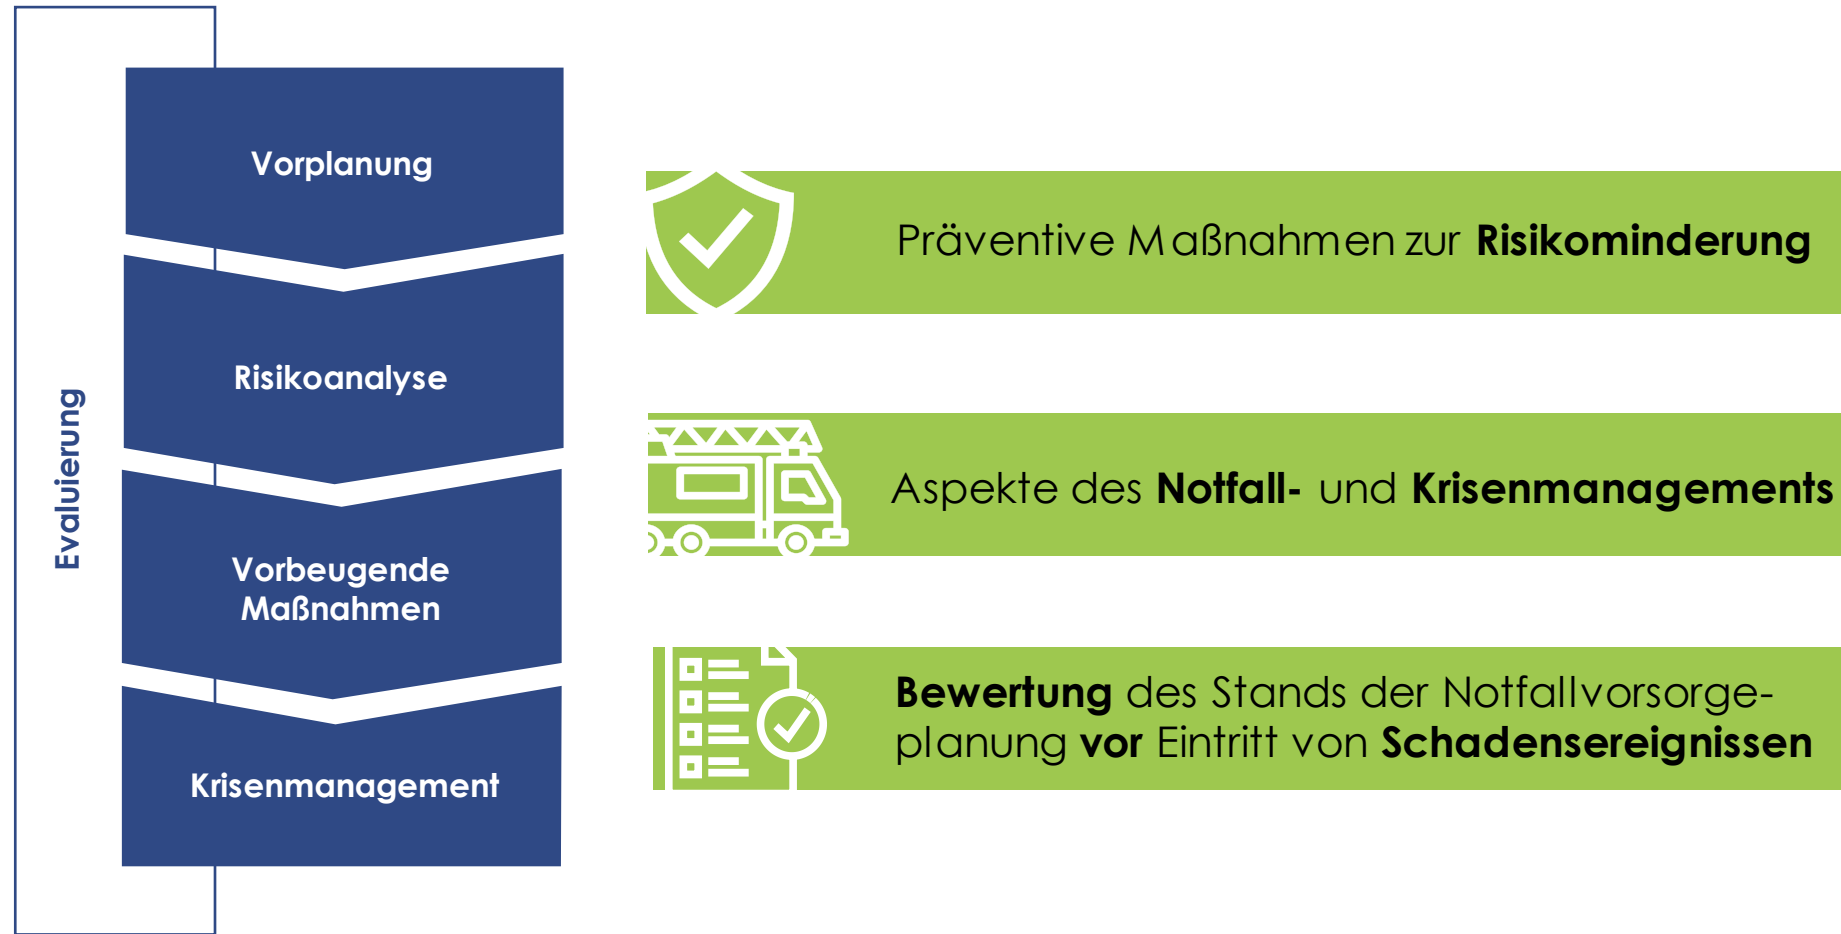 Evaluierung
Vorplanung
Risikoanalyse
Vorbeugende
Maßnahmen
Krisenmanagement
Präventive Maßnahmen zur Risikominderung
Aspekte des Notfall- und Krisenmanagements
Bewertung des Stands der Notfallvorsorge-
planung vor Eintritt von Schadensereignissen